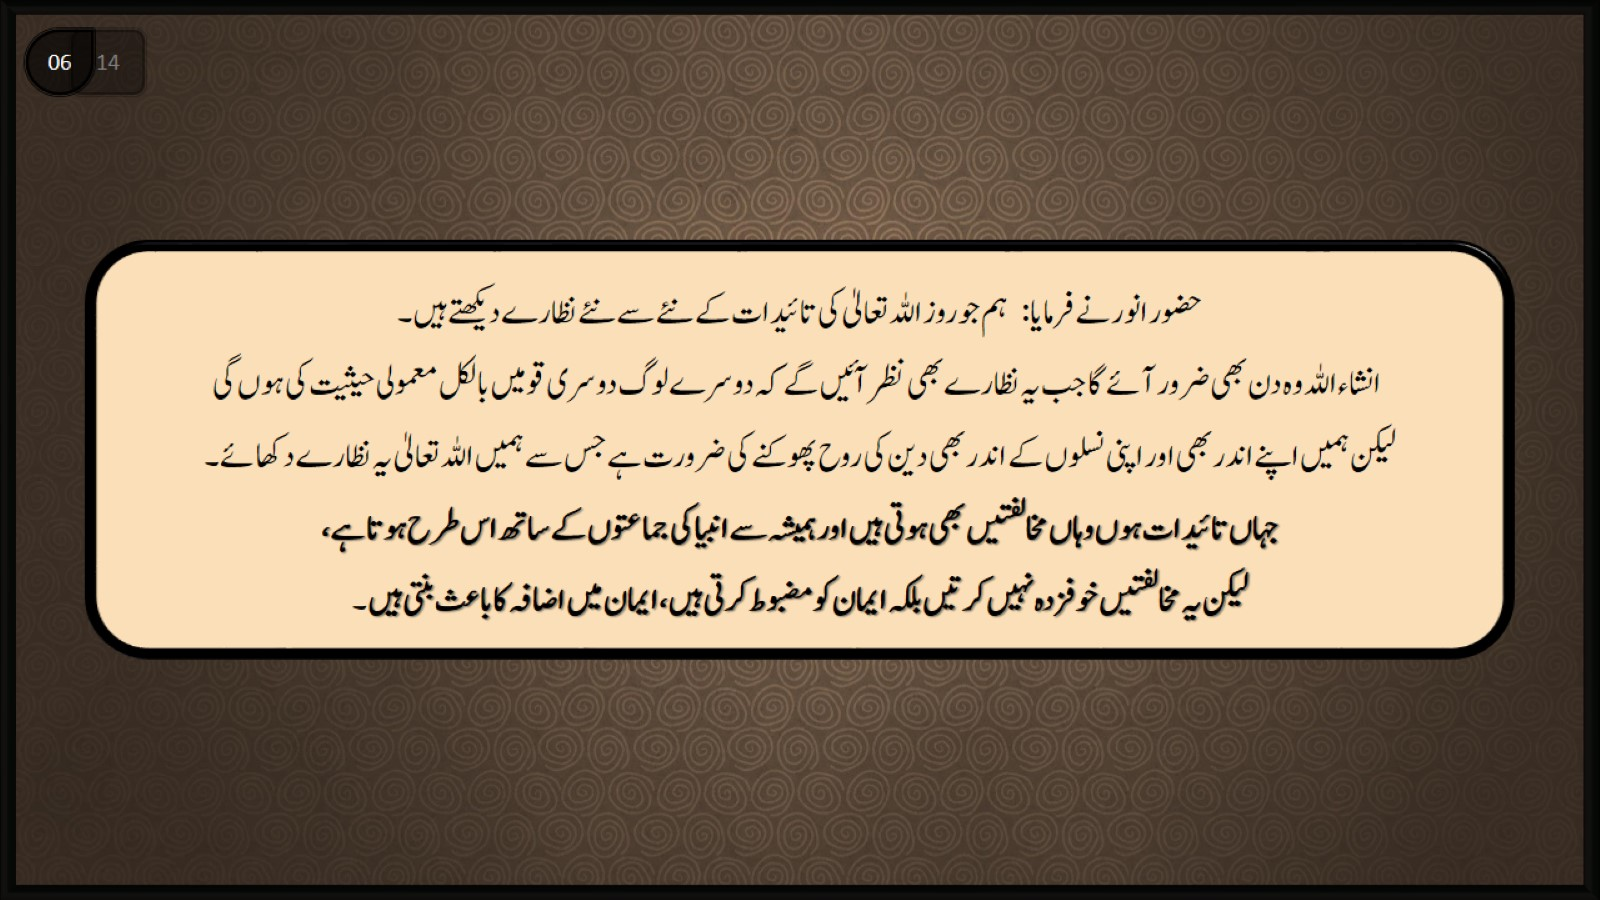 06 14
حضور انور نے فرمایا: ہم جو روز اللہ تعالیٰ کی تائیدات کے نئے سے نئے نظارے دیکھتے ہیں۔
انشاء اللہ وہ دن بھی ضرور آئے گا جب یہ نظارے بھی نظر آئیں گے کہ دوسرے لوگ دوسری قومیں بالکل معمولی حیثیت کی ہوں گی
لیکن ہمیں اپنے اندر بھی اور اپنی نسلوں کے اندر بھی دین کی روح پھوکنے کی ضرورت ہے جس سے ہمیں اللہ تعالیٰ یہ نظارے دکھائے۔
جہاں تائیدات ہوں وہاں مخالفتیں بھی ہوتی ہیں اور ہمیشہ سے انبیا کی جماعتوں کے ساتھ اس طرح ہوتا ہے،
لیکن یہ مخالفتیں خوفزدہ نہیں کرتیں بلکہ ایمان کو مضبوط کرتی ہیں، ایمان میں اضافہ کا باعث بنتی ہیں۔